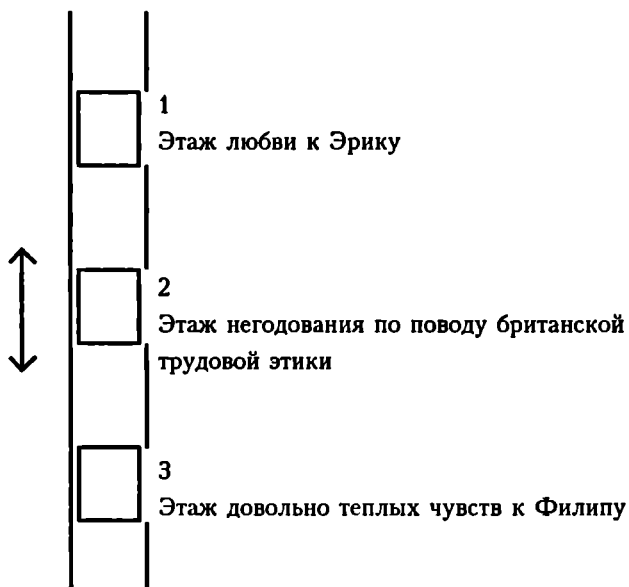 1
Этаж любви к Эрику
2
Этаж негодования по поводу британской
трудовой этики
3
Этаж довольно теплых чувств к Филипу